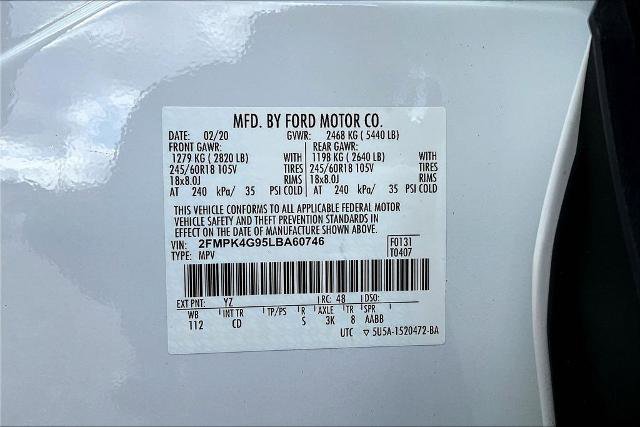 MFD. BY FORD MOTOR CO.
DATE: 02/20 GVWR: 2468 KG ( 5440 LB)
FRONT GAWR: REAR GAWR:
1279 KG ( 2820 LB) WITH 1198 KG ( 2640 LB) WITH
245/60R18 105V TIRES 245/60R18 105V TIRES
18x8.0J RIMS 18x8.0J RIMS
AT 240 kPa/ 35 PSI COLD AT 240 kPa/ 35 PSI COLD
THIS VEHICLE CONFORMS TO ALL APPLICABLE FEDERAL MOTOR
VEHICLE SAFETY AND THEFT PREVENTION STANDARDS IN
EFFECT ON THE DATE OF MANUFACTURE SHOWN ABOVE.
VIN: 2FMPK4G95LBA60746 F0131
TYPE: MPV T0407
EXT PNT: YZ RC: 48 DSO:
WB INT TR TP/PS R AXLE TR SPR
112 CD S 3K 8 AABB
UTC ▽ 5U5A-1520472-BA